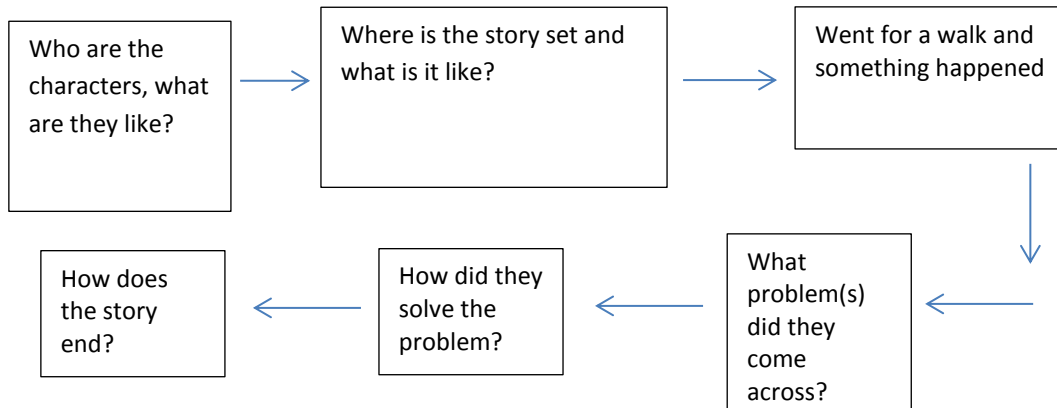 Who are the
characters, what
are they like?
Where is the story set and
what is it like?
Went for a walk and
something happened
What
problem(s)
did they
come
across?
How did they
solve the
problem?
How does
the story
end?